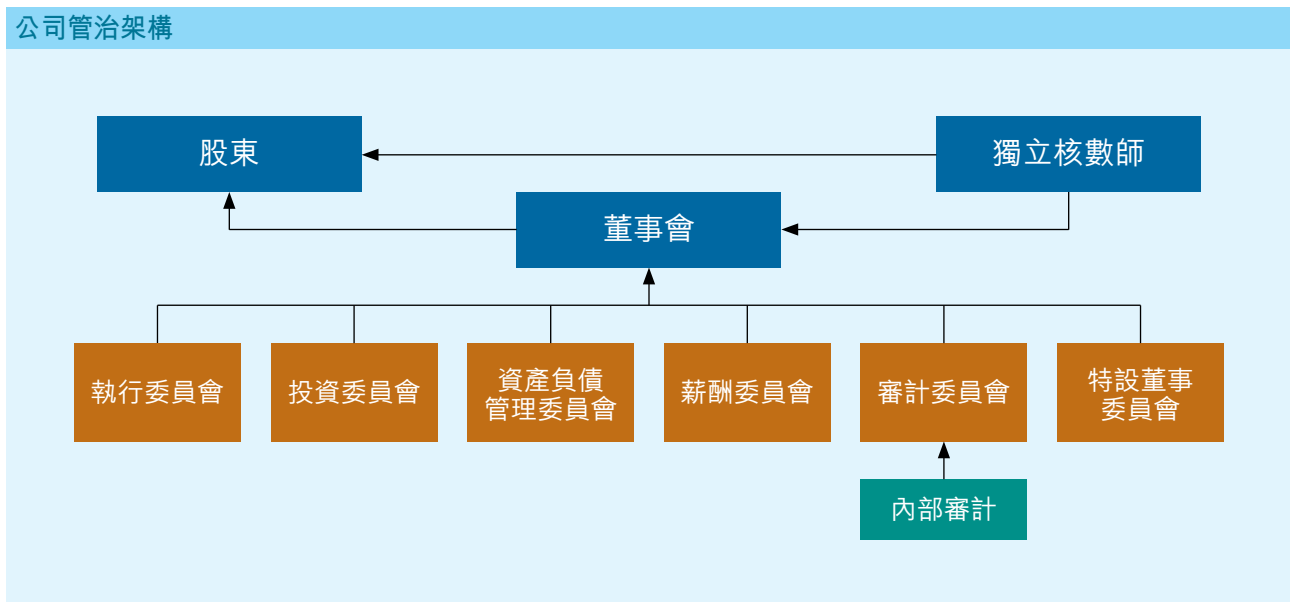 公司管治架構
股東
獨立核數師
董事會
執行委員會
投資委員會
資產負債
管理委員會
薪酬委員會
審計委員會
特設董事
委員會
內部審計